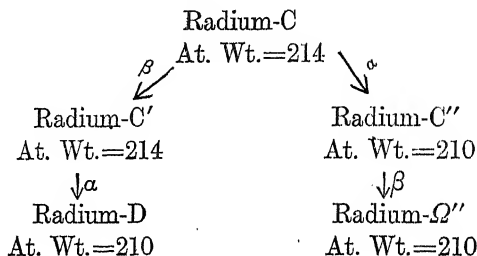 Radium-C
At. Wt.=214
β α
Radium-C′ Radium-C″
At. Wt.=214 At. Wt.=210
α β
Radium-D Radium-Ω″
At. Wt.=210 At. Wt.=210